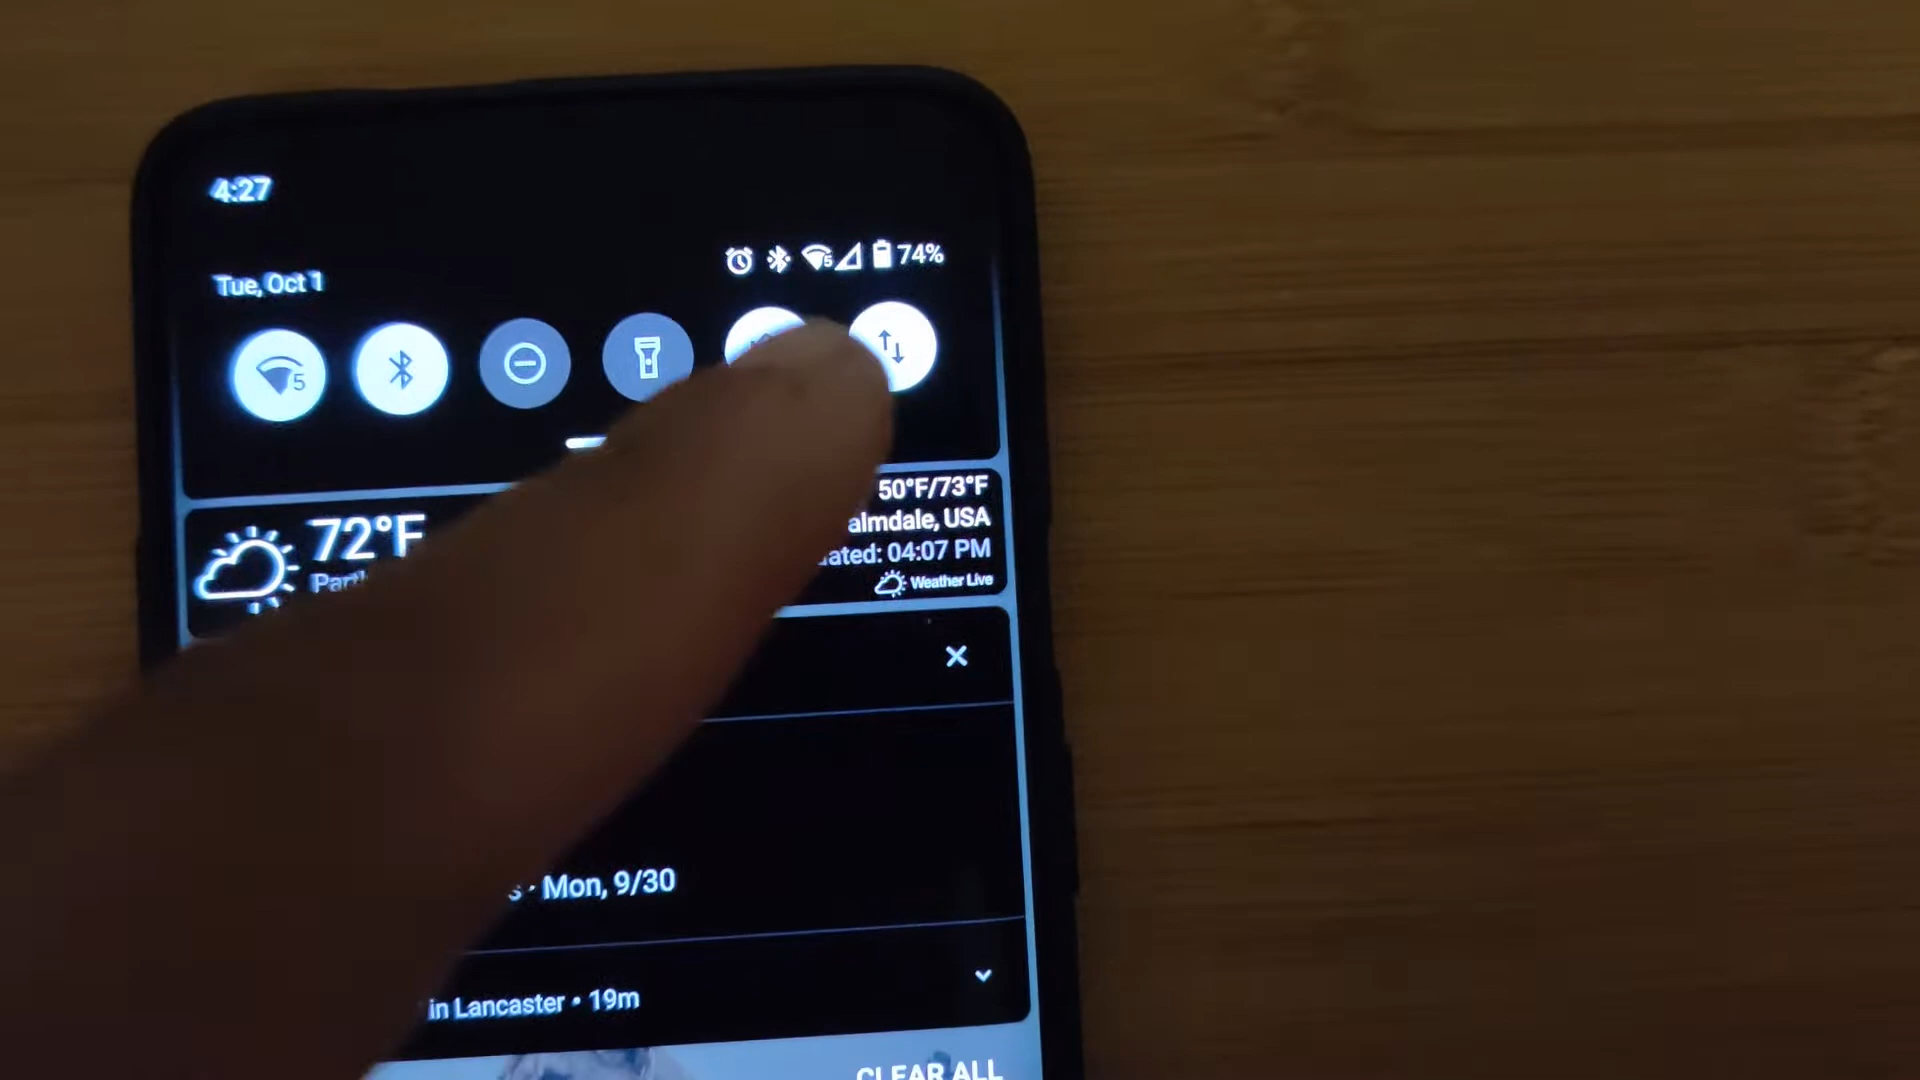 4:27
74%
Tue, Oct 1
5
50°F/73°F
72°F
almdale, USA
ated: 04:07 PM
Weather Live
s • Mon, 9/30
in Lancaster • 19m
CLEAR ALL